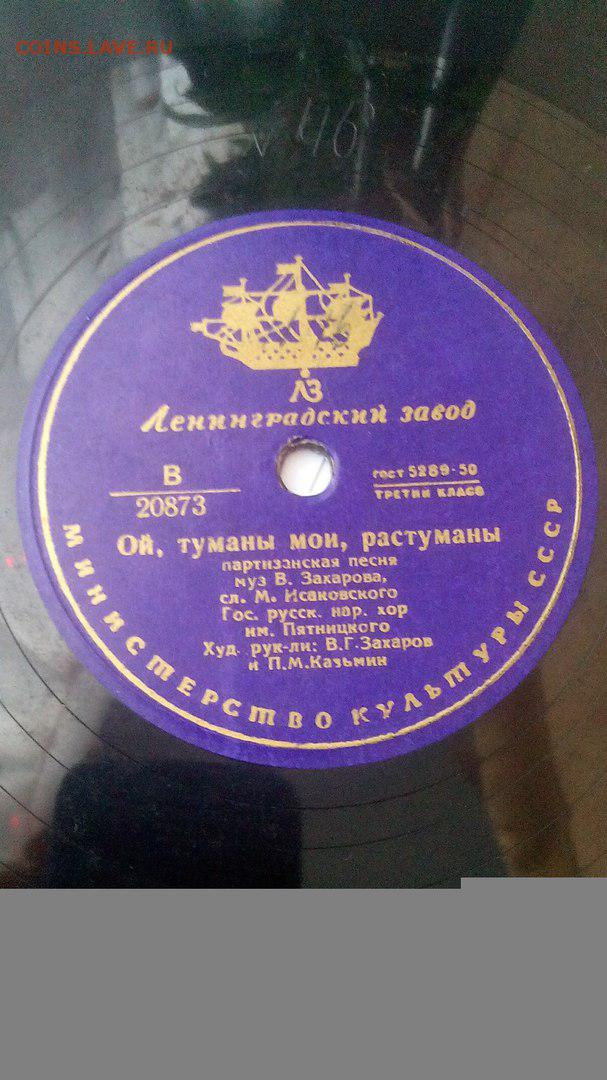 COINS.LAVE.RU
46
ЛЗ
Ленинградский завод
В
20873
гост 5289-50
третий класс
Ой, туманы мои, растуманы
партизанская песня
муз В. Захарова,
сл. М. Исаковского
Гос. русск. нар. хор
им. Пятницкого
Худ. рук-ли: В.Г.Захаров
и П.М.Казьмин
МИНИСТЕРСТВО КУЛЬТУРЫ СССР